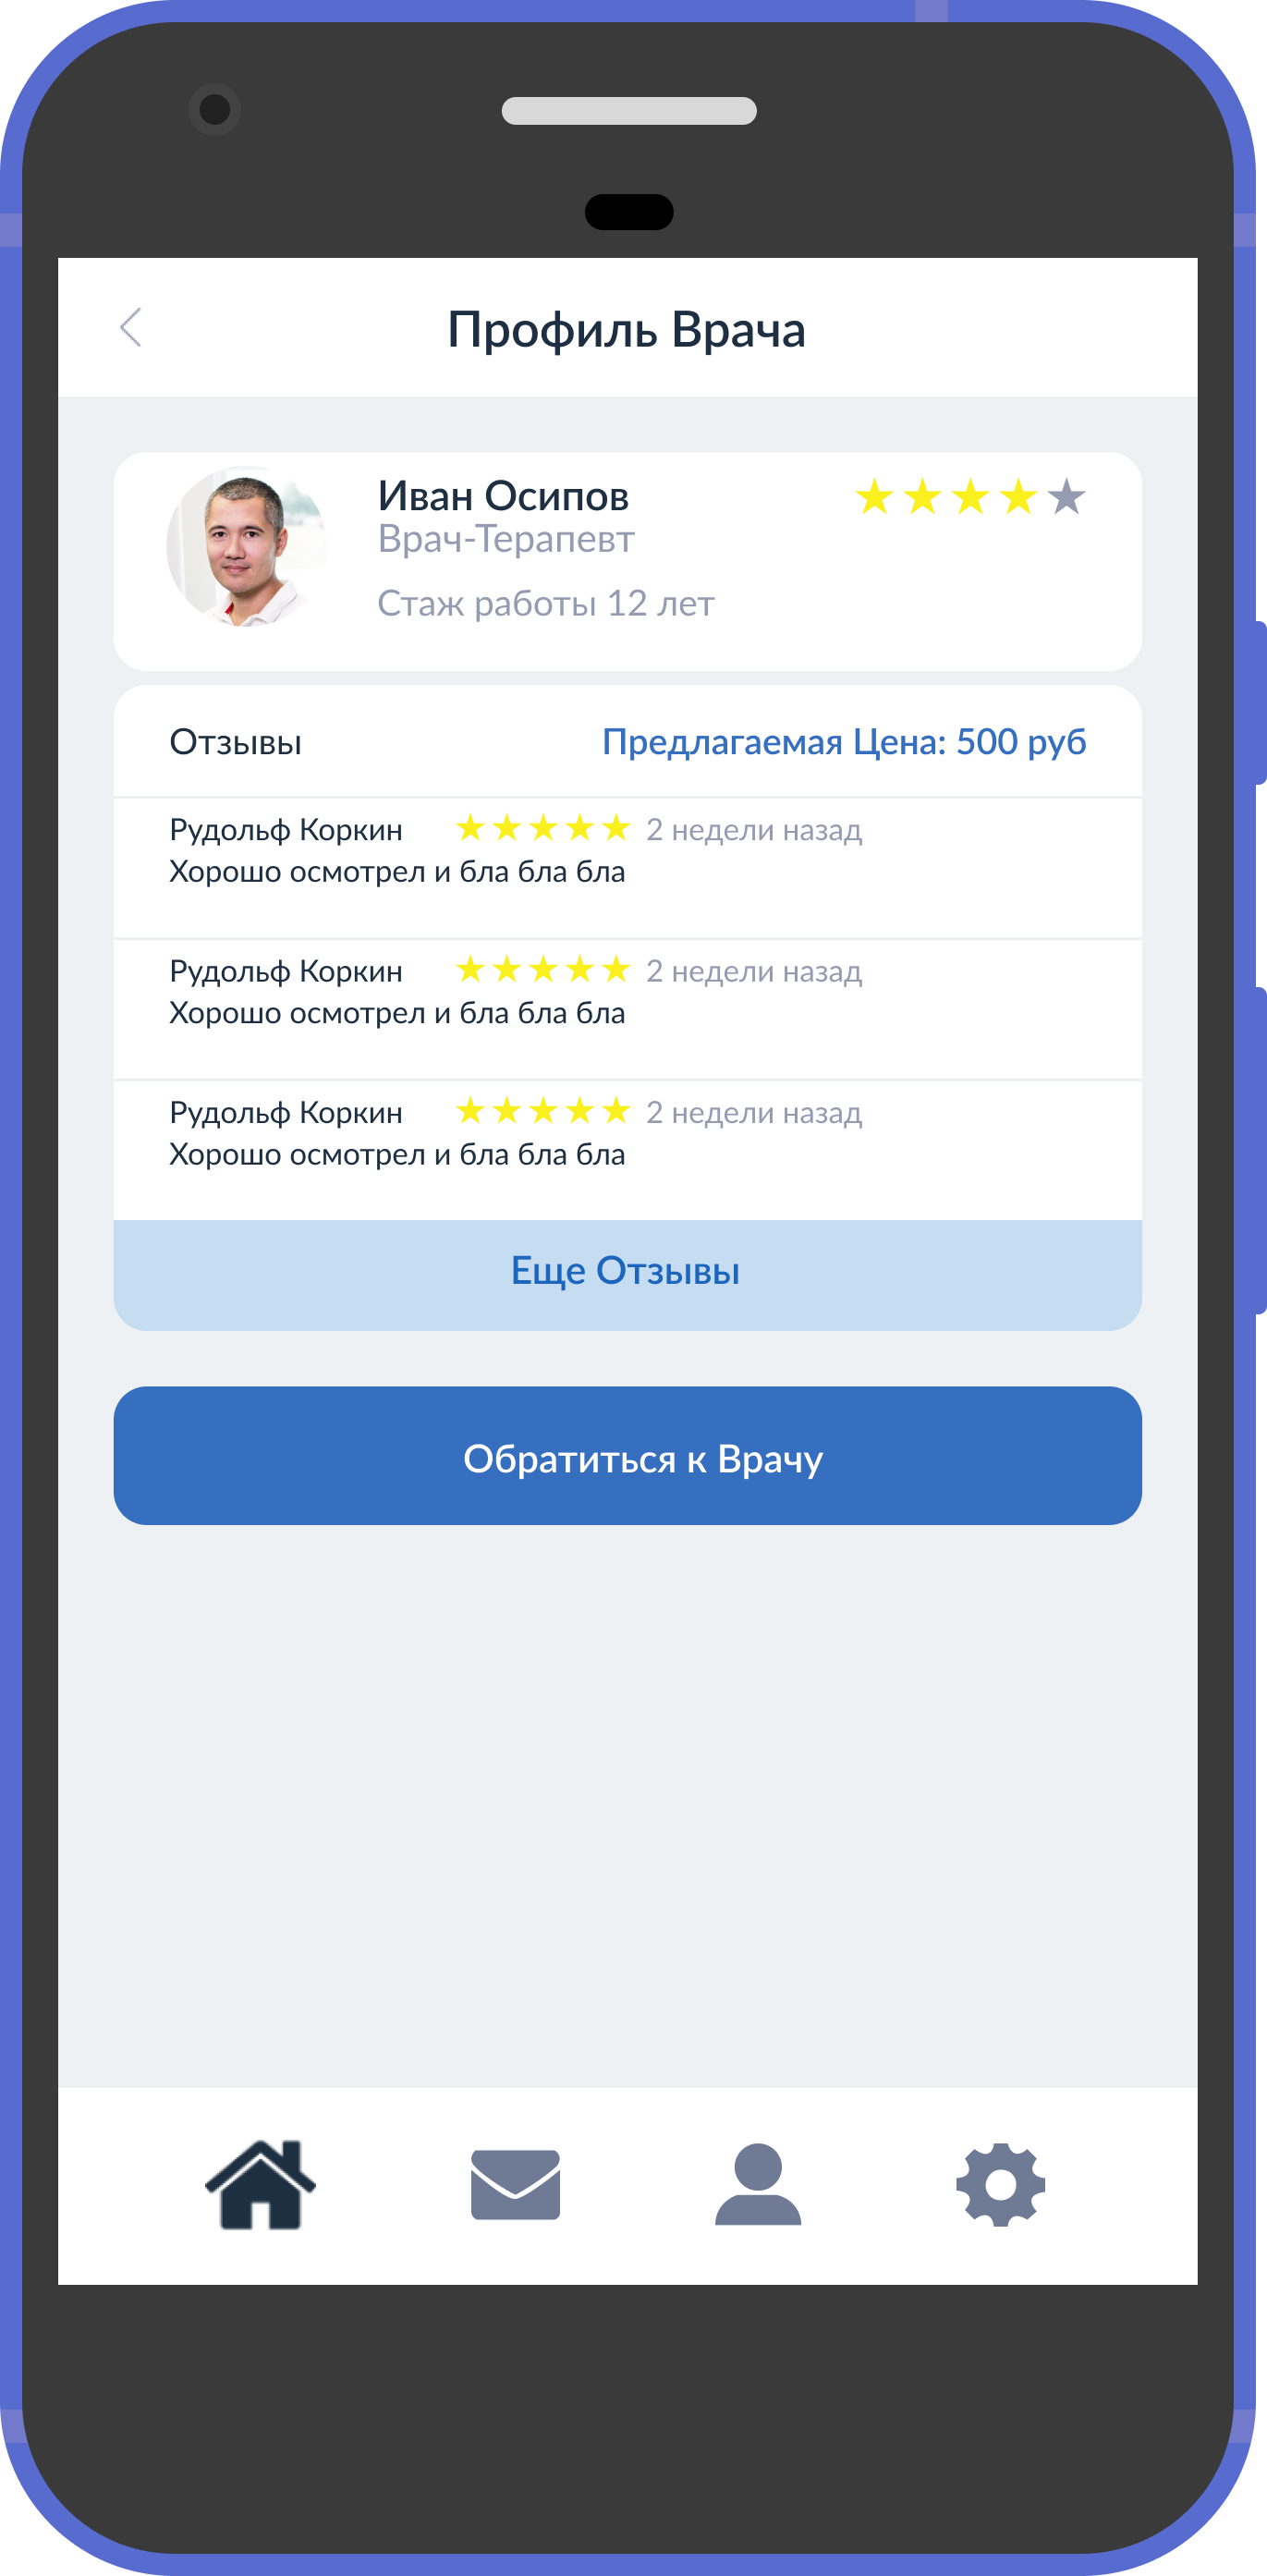 Профиль Врача
Иван Осипов
Врач-Терапевт
Стаж работы 12 лет
Отзывы Предлагаемая Цена: 500 руб
Рудольф Коркин 2 недели назад
Хорошо осмотрел и бла бла бла
Рудольф Коркин 2 недели назад
Хорошо осмотрел и бла бла бла
Рудольф Коркин 2 недели назад
Хорошо осмотрел и бла бла бла
Еще Отзывы
Обратиться к Врачу